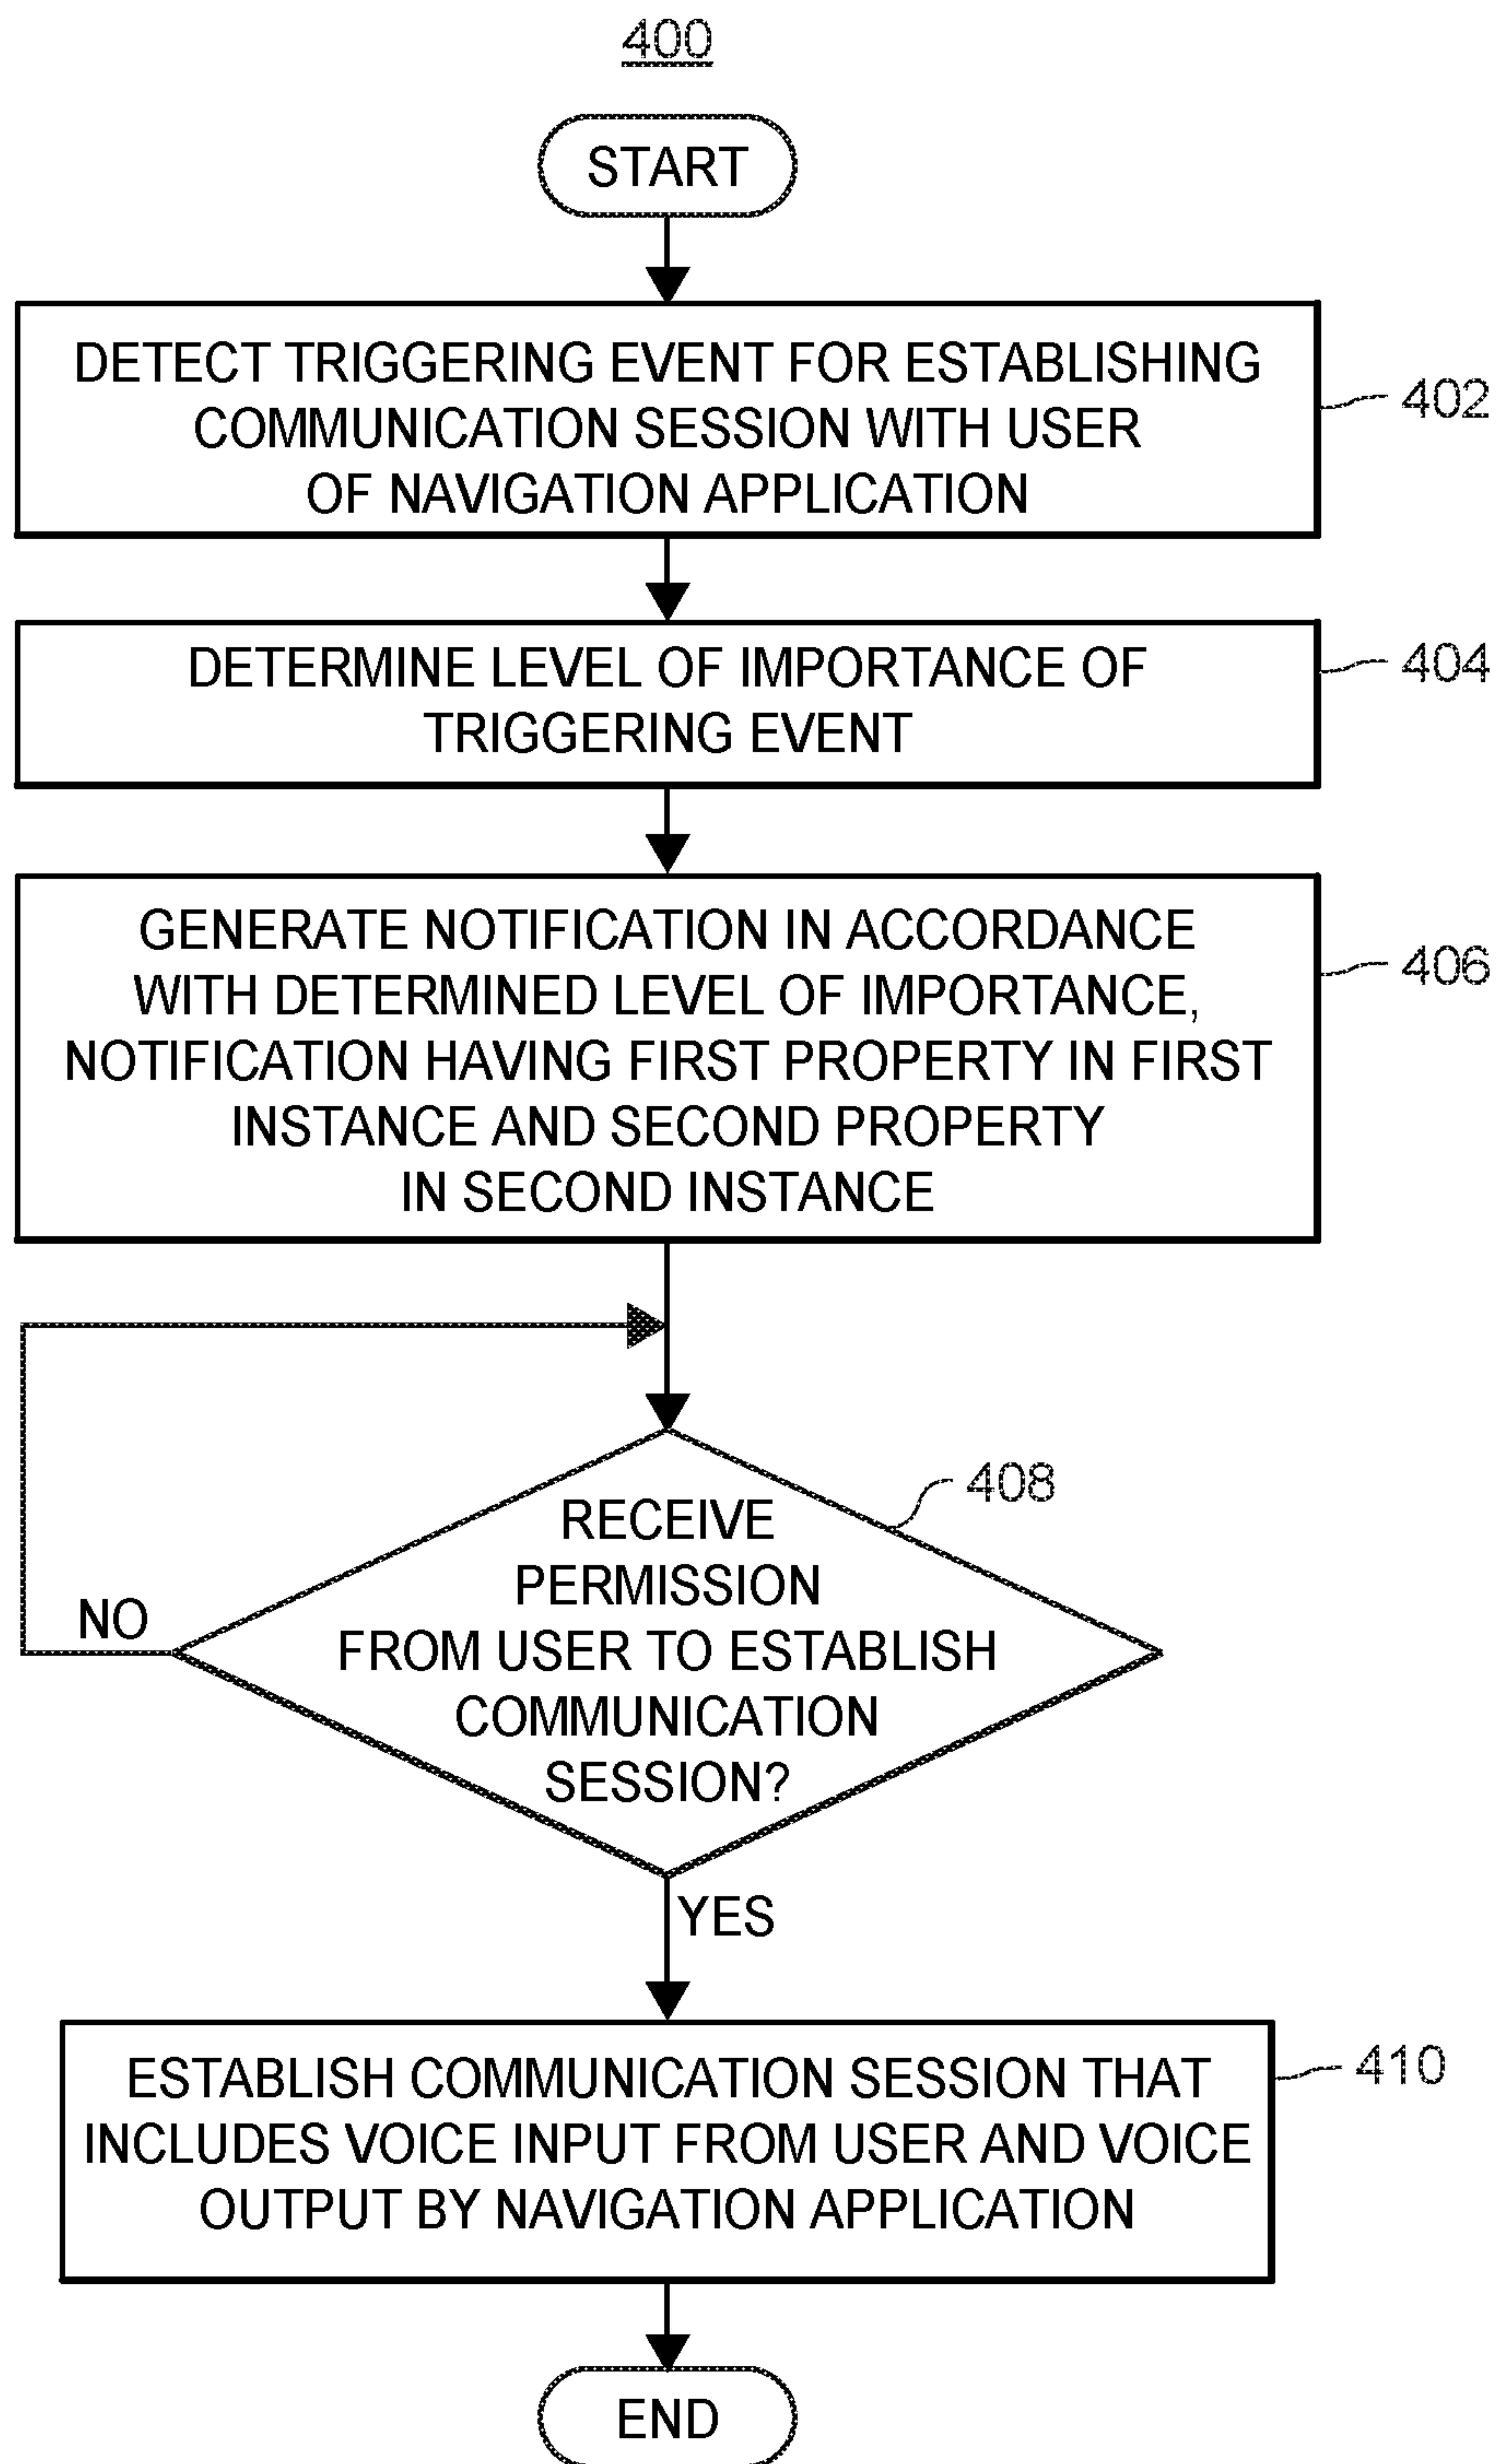 400
START
DETECT TRIGGERING EVENT FOR ESTABLISHING
COMMUNICATION SESSION WITH USER
OF NAVIGATION APPLICATION
402
DETERMINE LEVEL OF IMPORTANCE OF
TRIGGERING EVENT
404
GENERATE NOTIFICATION IN ACCORDANCE
WITH DETERMINED LEVEL OF IMPORTANCE,
NOTIFICATION HAVING FIRST PROPERTY IN FIRST
INSTANCE AND SECOND PROPERTY
IN SECOND INSTANCE
406
RECEIVE
PERMISSION
FROM USER TO ESTABLISH
COMMUNICATION
SESSION?
408
NO
YES
ESTABLISH COMMUNICATION SESSION THAT
INCLUDES VOICE INPUT FROM USER AND VOICE
OUTPUT BY NAVIGATION APPLICATION
410
END